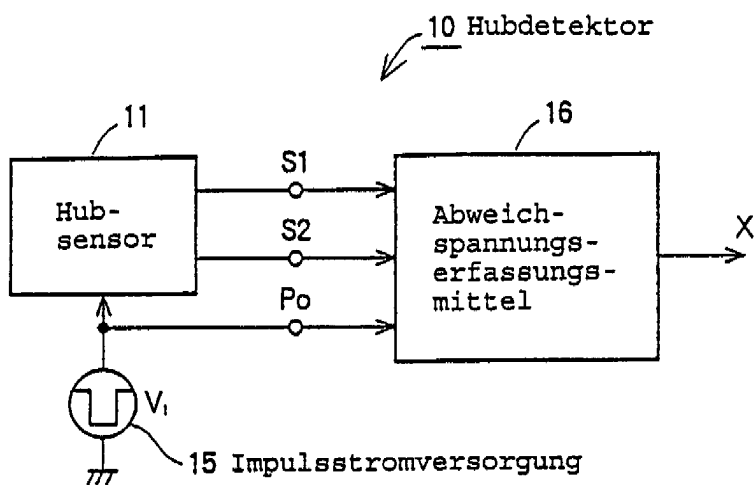 10 Hubdetektor
11
16
S1
Hub-
sensor
S2
Abweich-
spannungs-
erfassungs-
mittel
X
Po
V₁
15 Impulsstromversorgung